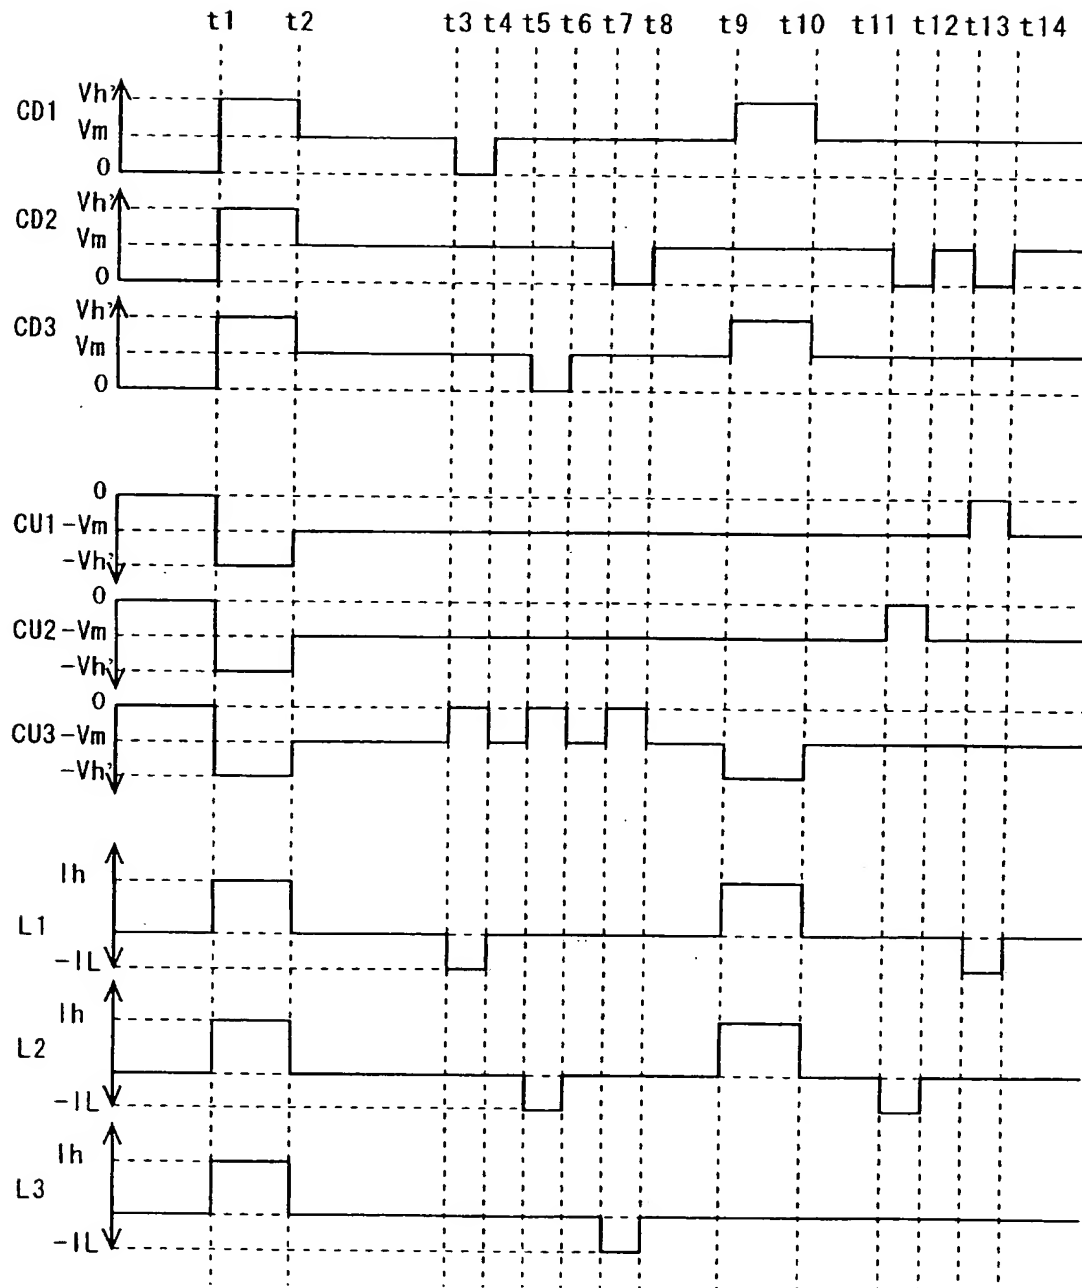 t1 t2 t3 t4 t5 t6 t7 t8 t9 t10 t11 t12 t13 t14
Vh'
CD1
Vm
0
Vh'
CD2
Vm
0
Vh'
CD3
Vm
0
0
CU1 -Vm
-Vh'
0
CU2 -Vm
-Vh'
0
CU3 -Vm
-Vh'
Ih
L1
-IL
Ih
L2
-IL
Ih
L3
-IL